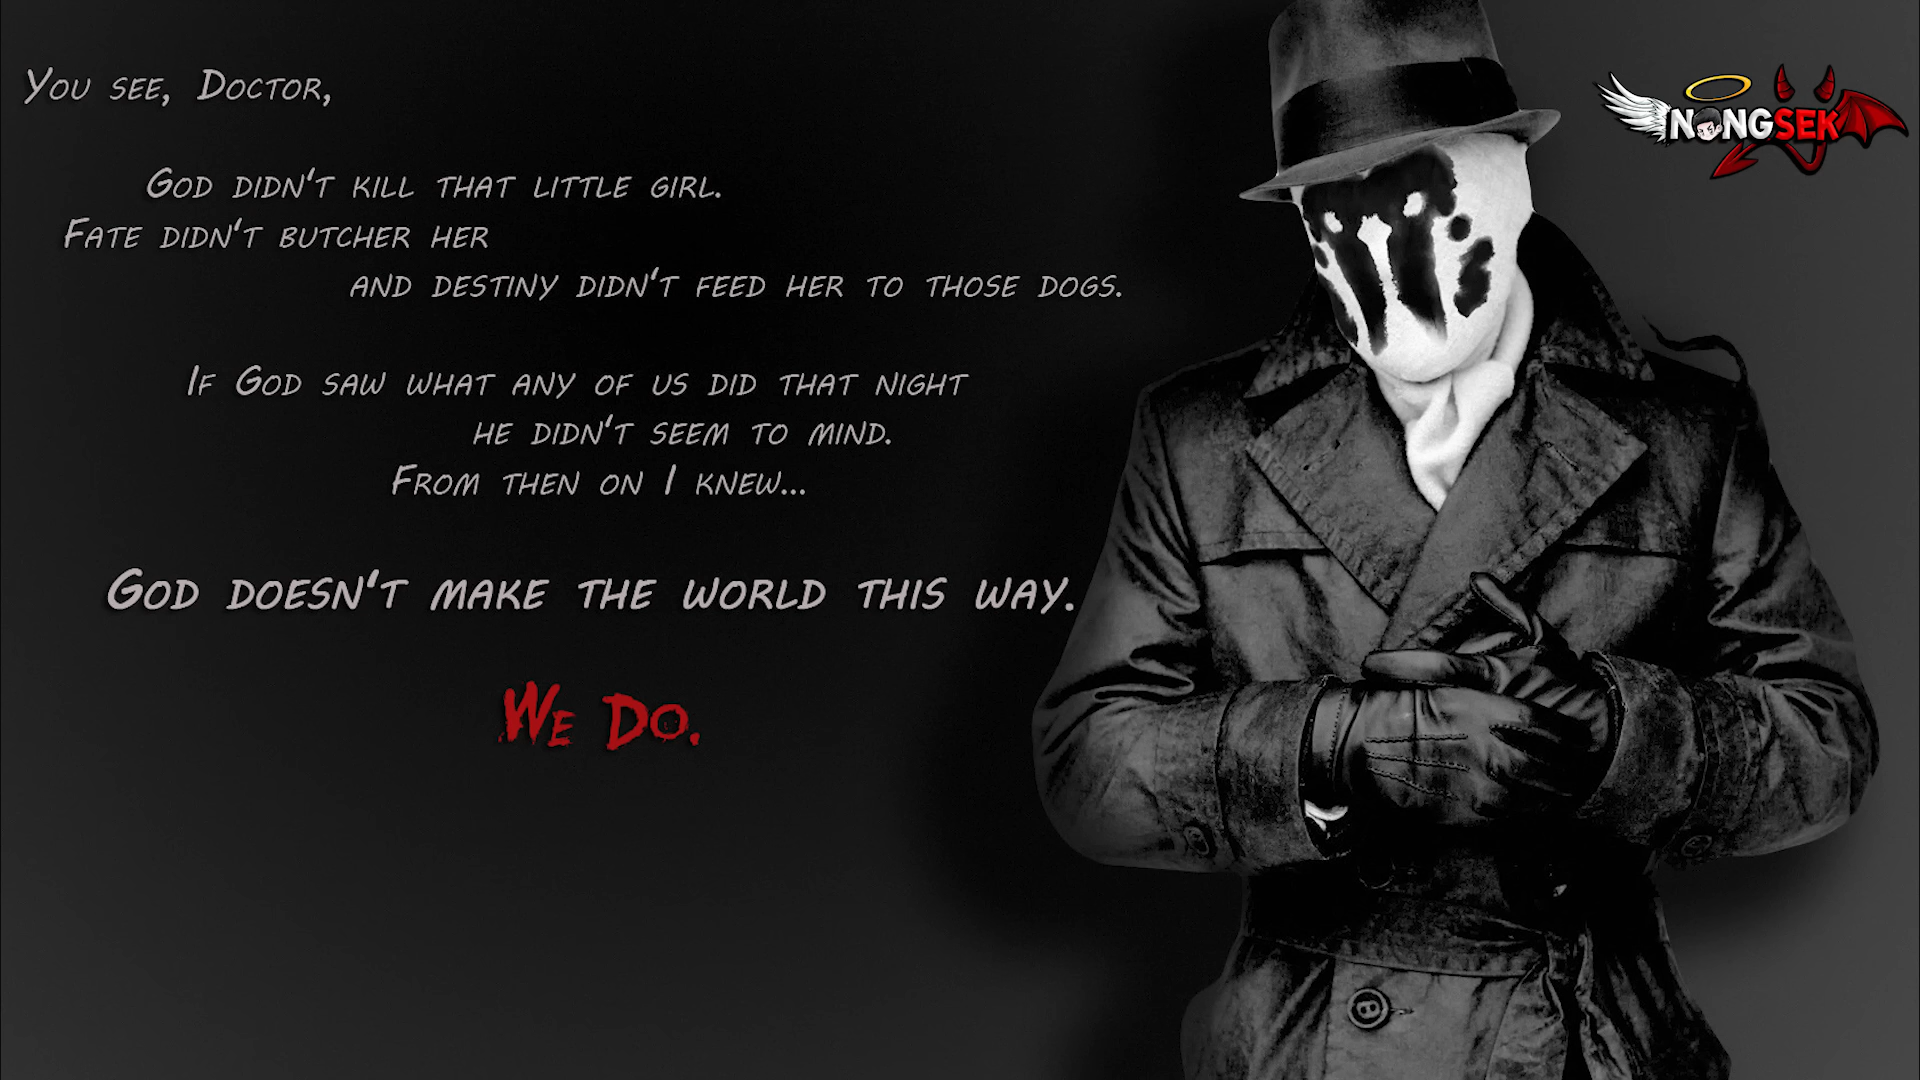 You see, Doctor,
God didn't kill that little girl.
Fate didn't butcher her
and destiny didn't feed her to those dogs.
If God saw what any of us did that night
he didn't seem to mind.
From then on I knew...
God doesn't make the world this way.
We Do.
NONGSEK